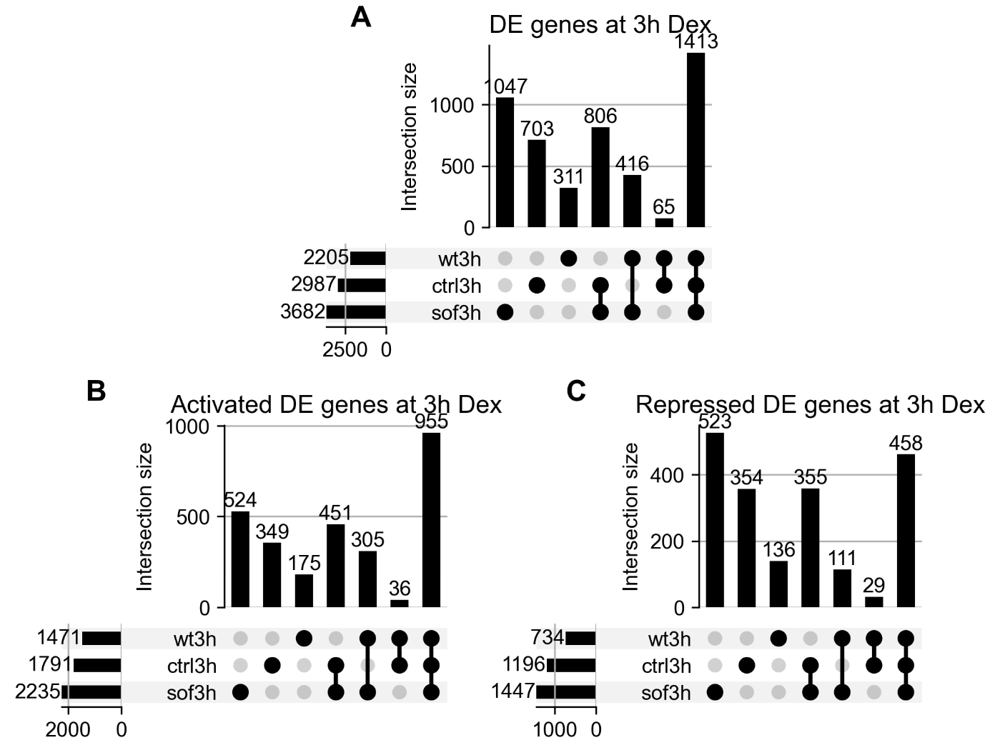 A
DE genes at 3h Dex
Intersection size
1000
500
0
1047
703
311
806
416
65
1413
2205
2987
3682
wt3h
ctrl3h
sof3h
2500 0
B
Activated DE genes at 3h Dex
Intersection size
1000
500
0
524
349
175
451
305
36
955
1471
1791
2235
wt3h
ctrl3h
sof3h
2000 0
C
Repressed DE genes at 3h Dex
Intersection size
400
200
0
523
354
136
355
111
29
458
734
1196
1447
wt3h
ctrl3h
sof3h
1000 0